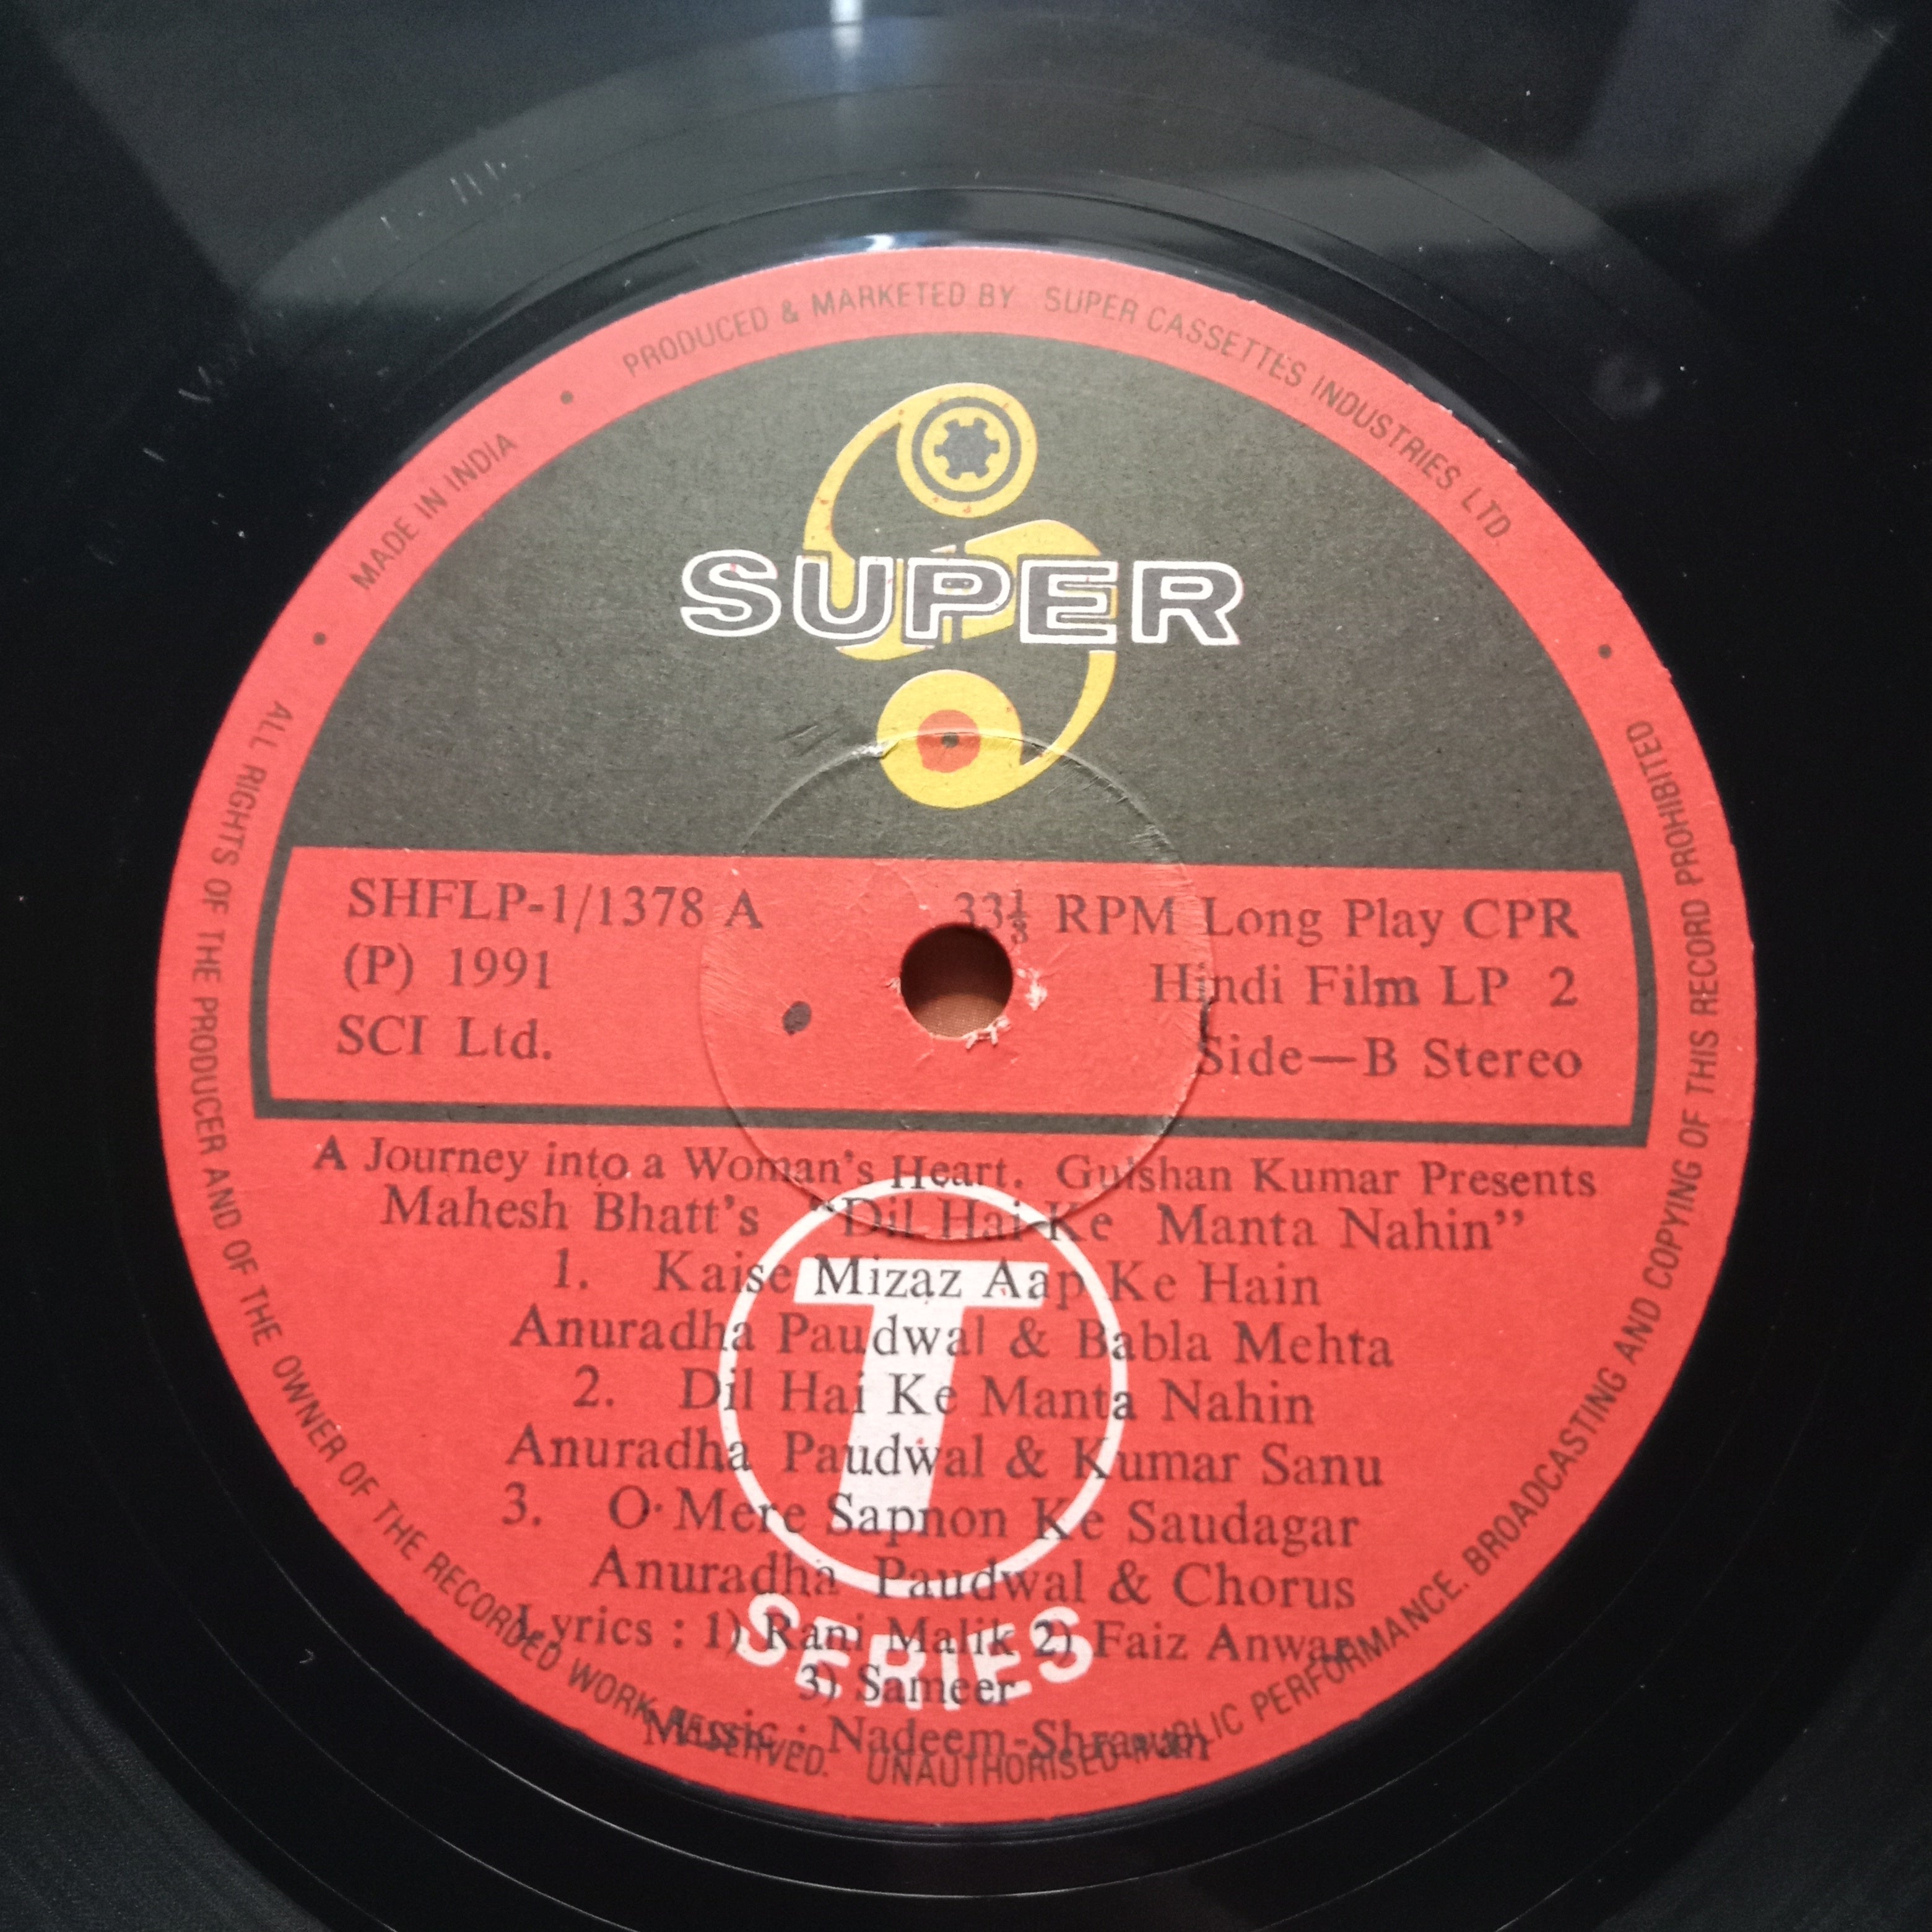 PRODUCED & MARKETED BY SUPER CASSETTES INDUSTRIES LTD.
MADE IN INDIA
SUPER
SHFLP-1/1378 A
(P) 1991
SCI Ltd.
33⅓ RPM Long Play CPR
Hindi Film LP 2
Side—B Stereo
A Journey into a Woman's Heart. Gulshan Kumar Presents
Mahesh Bhatt's "Dil Hai Ke Manta Nahin"
1. Kaise Mizaz Aap Ke Hain
Anuradha Paudwal & Babla Mehta
2. Dil Hai Ke Manta Nahin
Anuradha Paudwal & Kumar Sanu
3. O Mere Sapnon Ke Saudagar
Anuradha Paudwal & Chorus
Lyrics : 1) Rani Malik 2) Faiz Anwar
3) Sameer
Music : Nadeem-Shravan
T
SERIES
ALL RIGHTS OF THE PRODUCER AND OF THE OWNER OF THE RECORDED WORK RESERVED. UNAUTHORISED PUBLIC PERFORMANCE. BROADCASTING AND COPYING OF THIS RECORD PROHIBITED